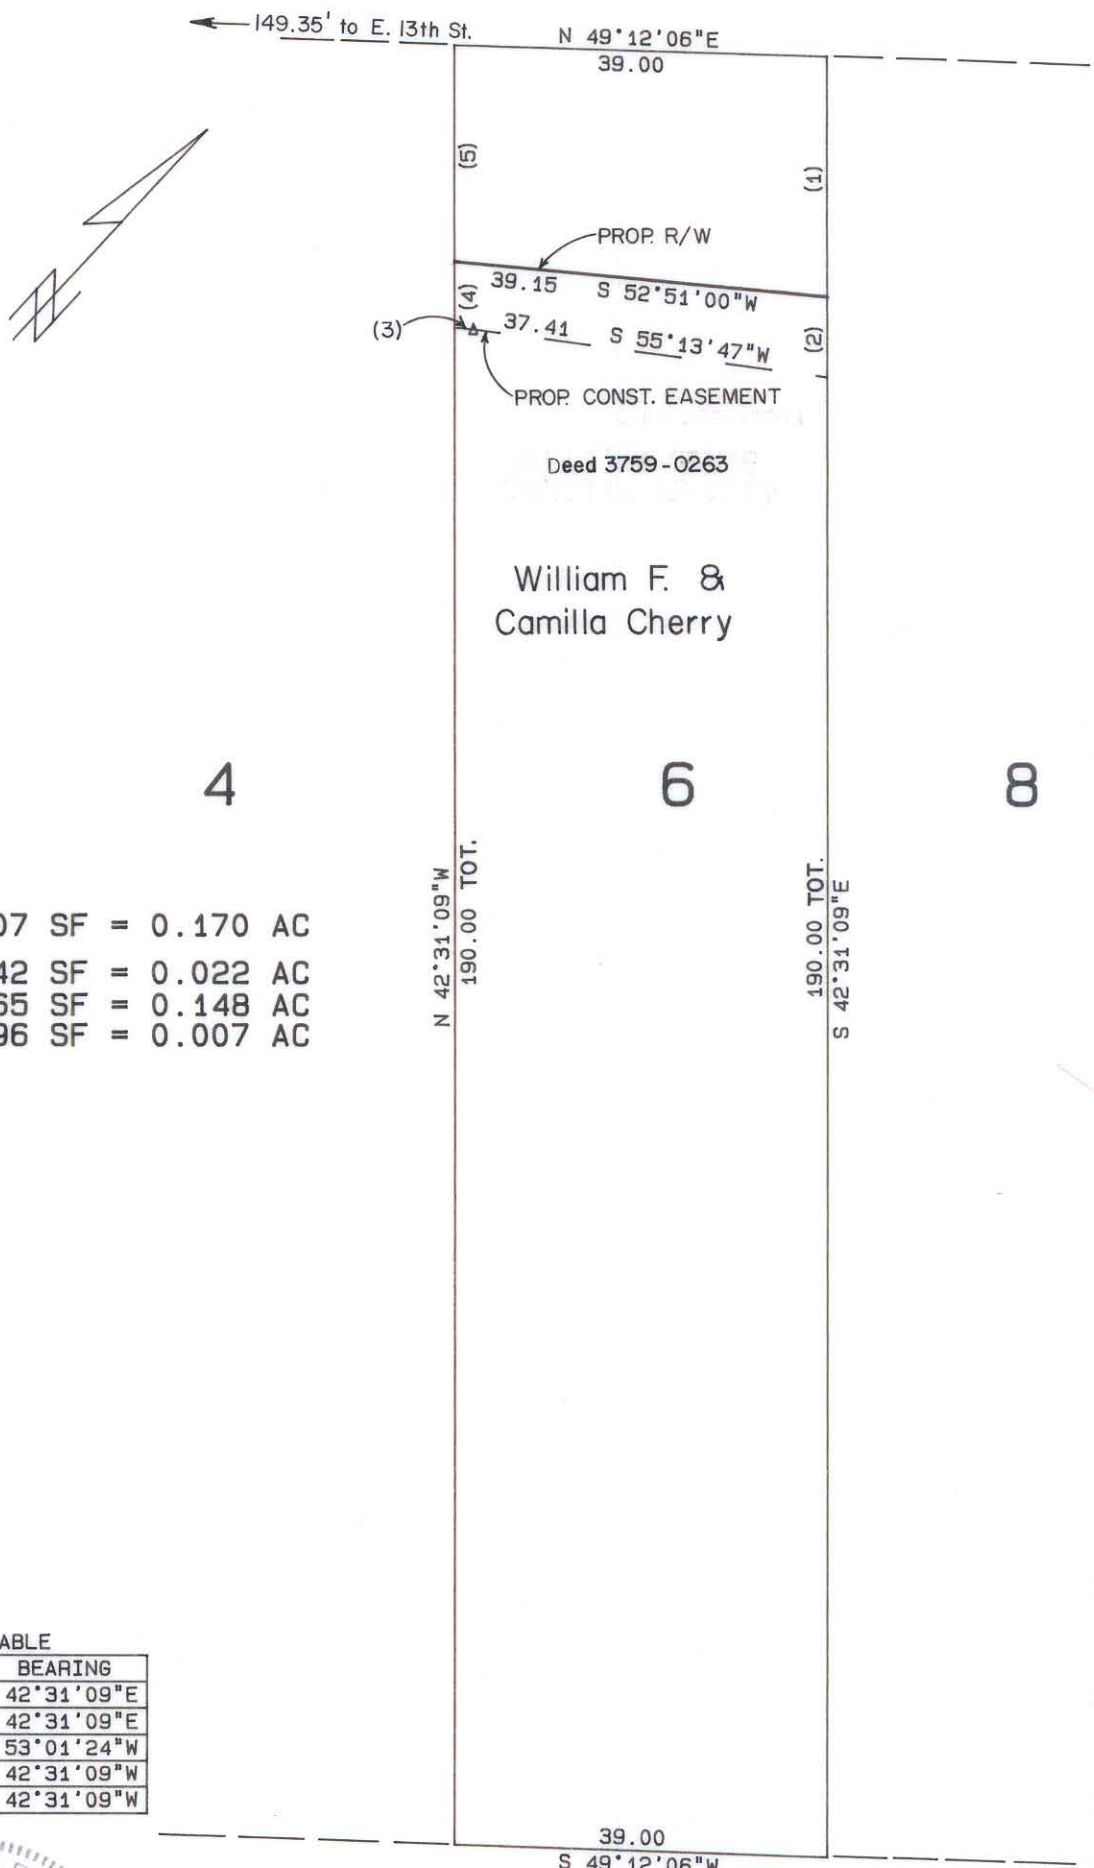 149.35' to E. 13th St.
N 49°12'06"E
39.00
(5)
(1)
PROP. R/W
39.15 S 52°51'00"W
(4)
(3)
37.41 S 55°13'47"W
(2)
PROP. CONST. EASEMENT
Deed 3759-0263
William F. &
Camilla Cherry
4
6
8
N 42°31'09"W
190.00 TOT.
190.00 TOT.
S 42°31'09"E
07 SF = 0.170 AC
42 SF = 0.022 AC
65 SF = 0.148 AC
96 SF = 0.007 AC
ABLE
BEARING
42°31'09"E
42°31'09"E
53°01'24"W
42°31'09"W
42°31'09"W
39.00
S 49°12'06"W